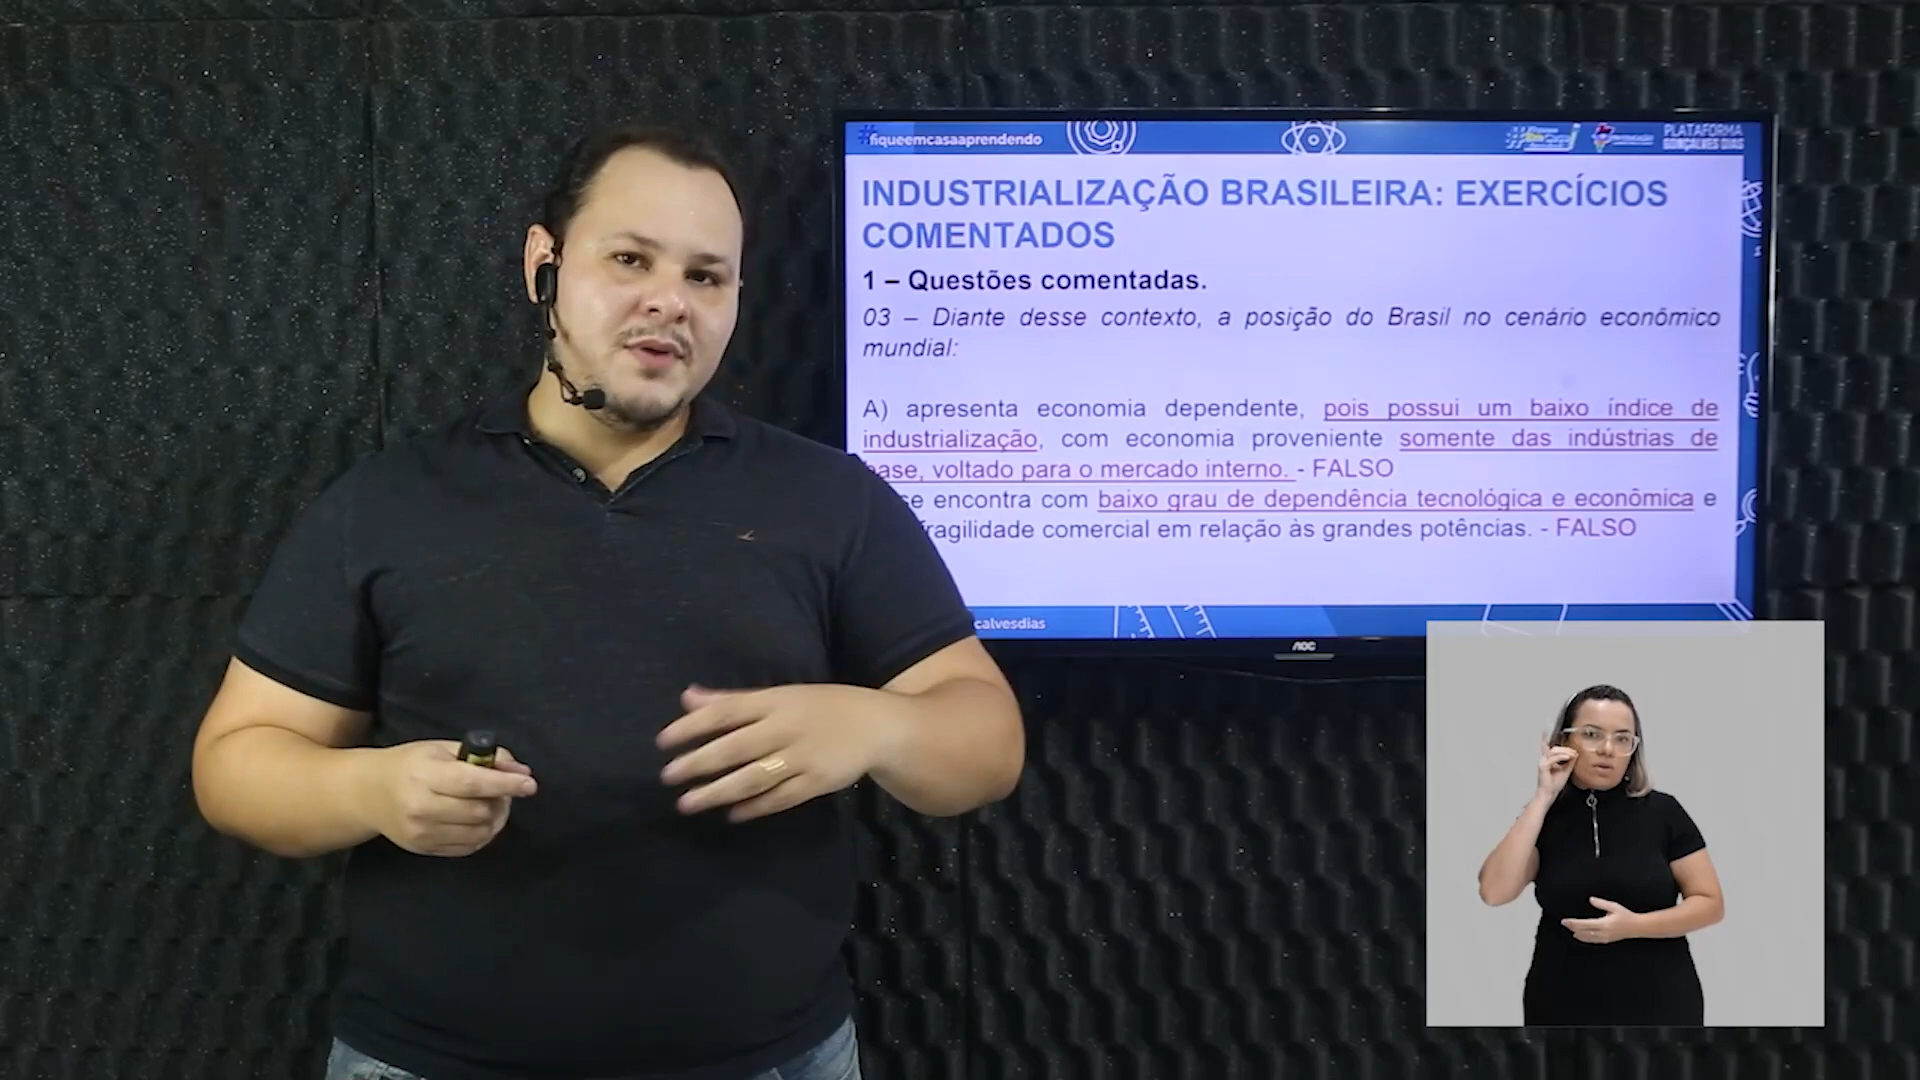 #fiqueemcasaaprendendo
PLATAFORMA
GONÇALVES DIAS
INDUSTRIALIZAÇÃO BRASILEIRA: EXERCÍCIOS
COMENTADOS
1 – Questões comentadas.
03 – Diante desse contexto, a posição do Brasil no cenário econômico
mundial:
A) apresenta economia dependente, pois possui um baixo índice de
industrialização, com economia proveniente somente das indústrias de
base, voltado para o mercado interno. - FALSO
se encontra com baixo grau de dependência tecnológica e econômica e
fragilidade comercial em relação às grandes potências. - FALSO
calvesdias
AOC